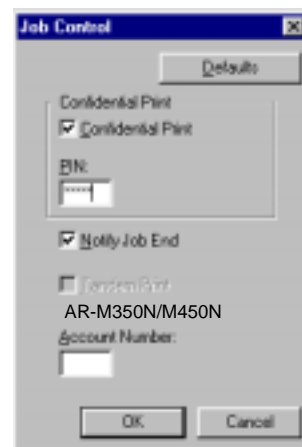 Job Control
Defaults
Confidential Print
Confidential Print
PIN:
Notify Job End
Tandem Print
AR-M350N/M450N
Account Number:
OK
Cancel